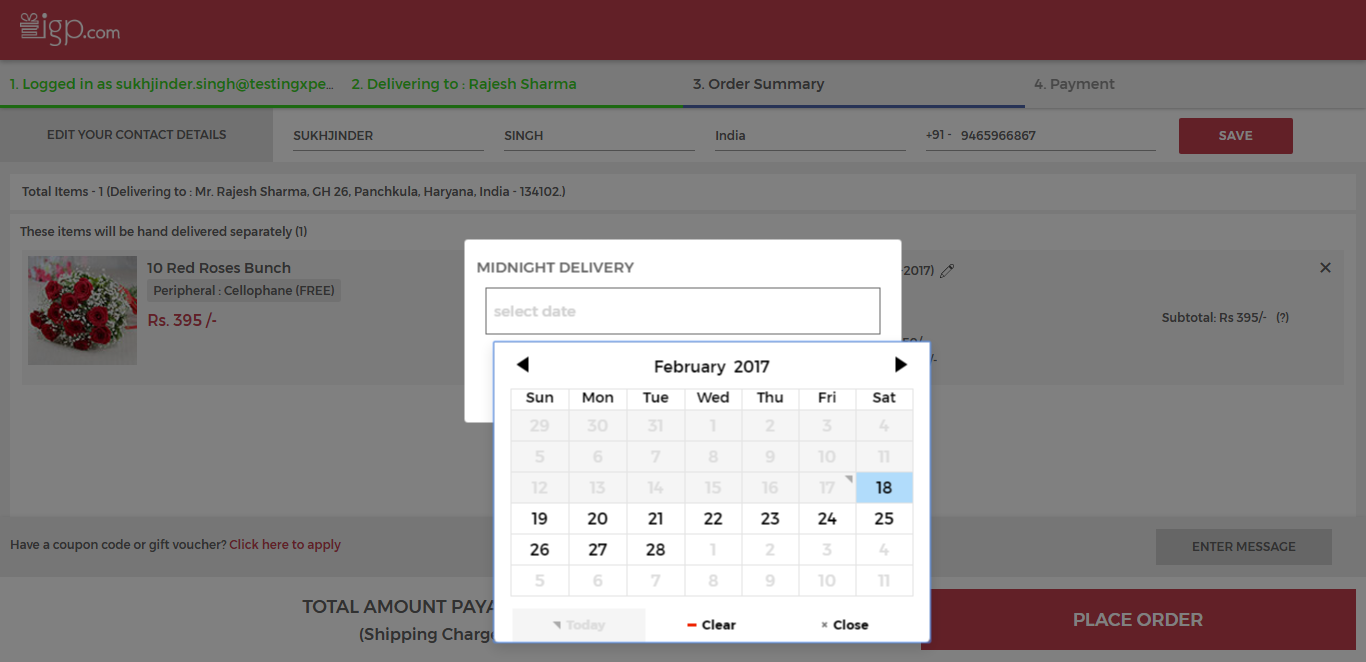 igp.com
1. Logged in as sukhjinder.singh@testingxpe... 2. Delivering to : Rajesh Sharma 3. Order Summary 4. Payment
EDIT YOUR CONTACT DETAILS SUKHJINDER SINGH India +91 - 9465966867 SAVE
Total Items - 1 (Delivering to : Mr. Rajesh Sharma, GH 26, Panchkula, Haryana, India - 134102.)
These items will be hand delivered separately (1)
10 Red Roses Bunch
Peripheral : Cellophane (FREE)
Rs. 395 /-
-2017)
Subtotal: Rs 395/- (?)
MIDNIGHT DELIVERY
select date
February 2017
Sun Mon Tue Wed Thu Fri Sat
29 30 31 1 2 3 4
5 6 7 8 9 10 11
12 13 14 15 16 17 18
19 20 21 22 23 24 25
26 27 28 1 2 3 4
5 6 7 8 9 10 11
Today Clear × Close
Have a coupon code or gift voucher? Click here to apply
ENTER MESSAGE
TOTAL AMOUNT
(Shipping
PLACE ORDER